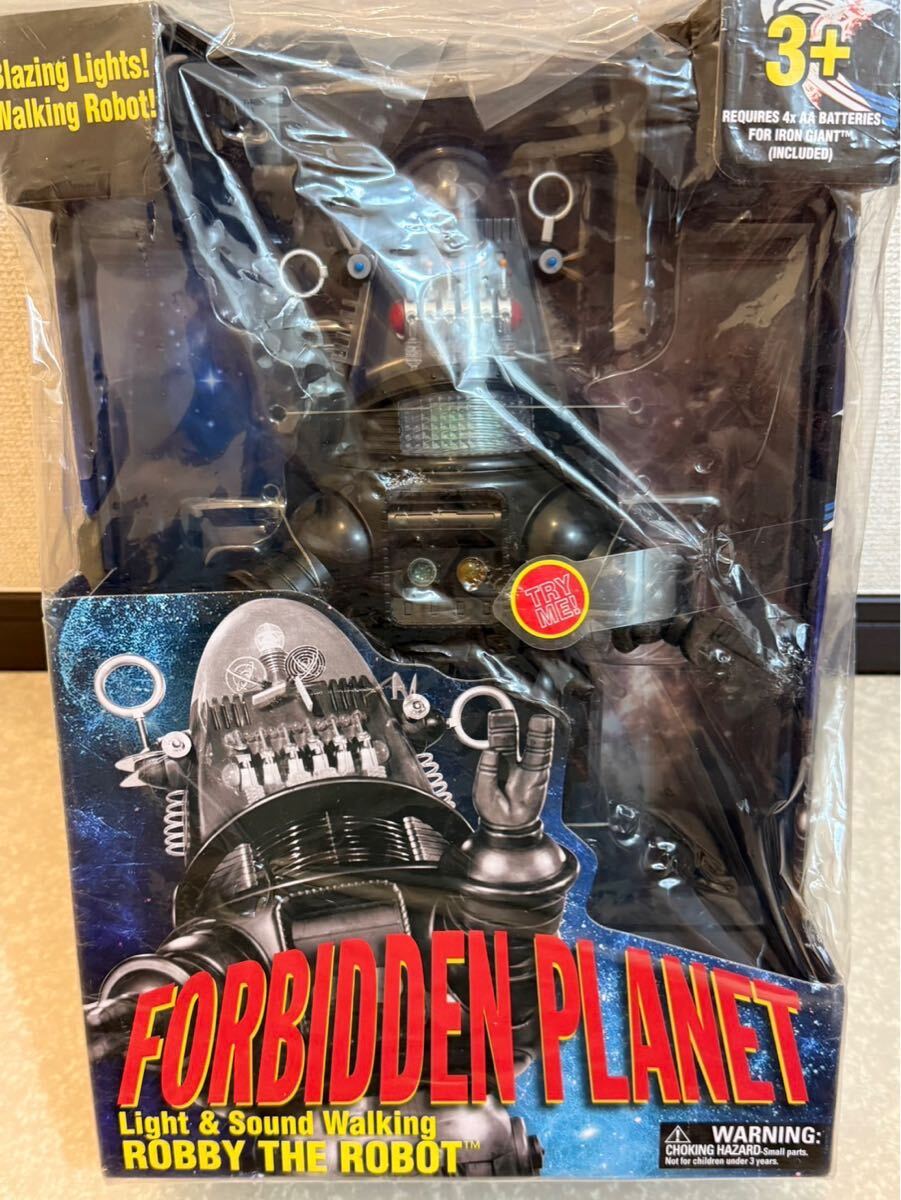 Blazing Lights!
Walking Robot!
3+
REQUIRES 4x AA BATTERIES
FOR IRON GIANT™
(INCLUDED)
TRY
ME!
FORBIDDEN PLANET
Light & Sound Walking
ROBBY THE ROBOT™
WARNING:
CHOKING HAZARD-Small parts.
Not for children under 3 years.